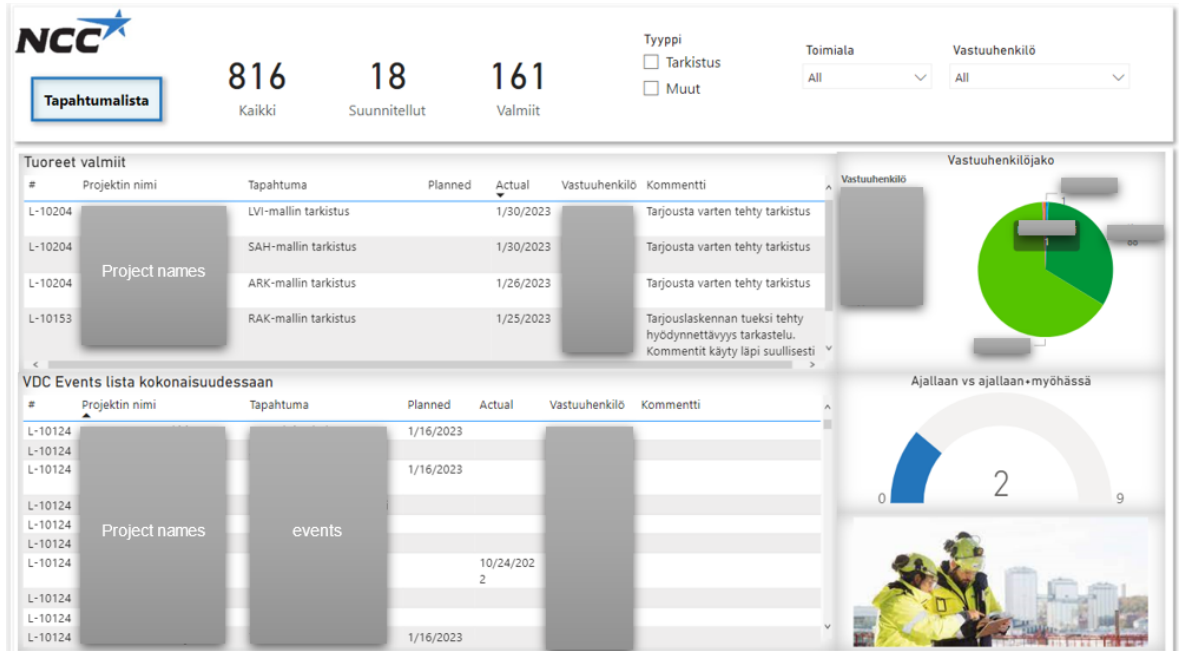 NCC
Tapahtumalista
816
Kaikki
18
Suunnitellut
161
Valmiit
Tyyppi
Tarkistus
Muut
Toimiala
All
Vastuuhenkilö
All
Tuoreet valmiit
# Projektin nimi Tapahtuma Planned Actual Vastuuhenkilö Kommentti
L-10204 LVI-mallin tarkistus 1/30/2023 Tarjousta varten tehty tarkistus
L-10204 SAH-mallin tarkistus 1/30/2023 Tarjousta varten tehty tarkistus
Project names
L-10204 ARK-mallin tarkistus 1/26/2023 Tarjousta varten tehty tarkistus
L-10153 RAK-mallin tarkistus 1/25/2023 Tarjouslaskennan tueksi tehty
hyödynnettävyys tarkastelu.
Kommentit käyty läpi suullisesti
Vastuuhenkilöjako
Vastuuhenkilö
1
VDC Events lista kokonaisuudessaan
# Projektin nimi Tapahtuma Planned Actual Vastuuhenkilö Kommentti
L-10124 1/16/2023
L-10124
L-10124 1/16/2023
L-10124
L-10124
Project names events
L-10124
L-10124 10/24/202
2
L-10124
L-10124
L-10124 1/16/2023
Ajallaan vs ajallaan+myöhässä
0
2
9